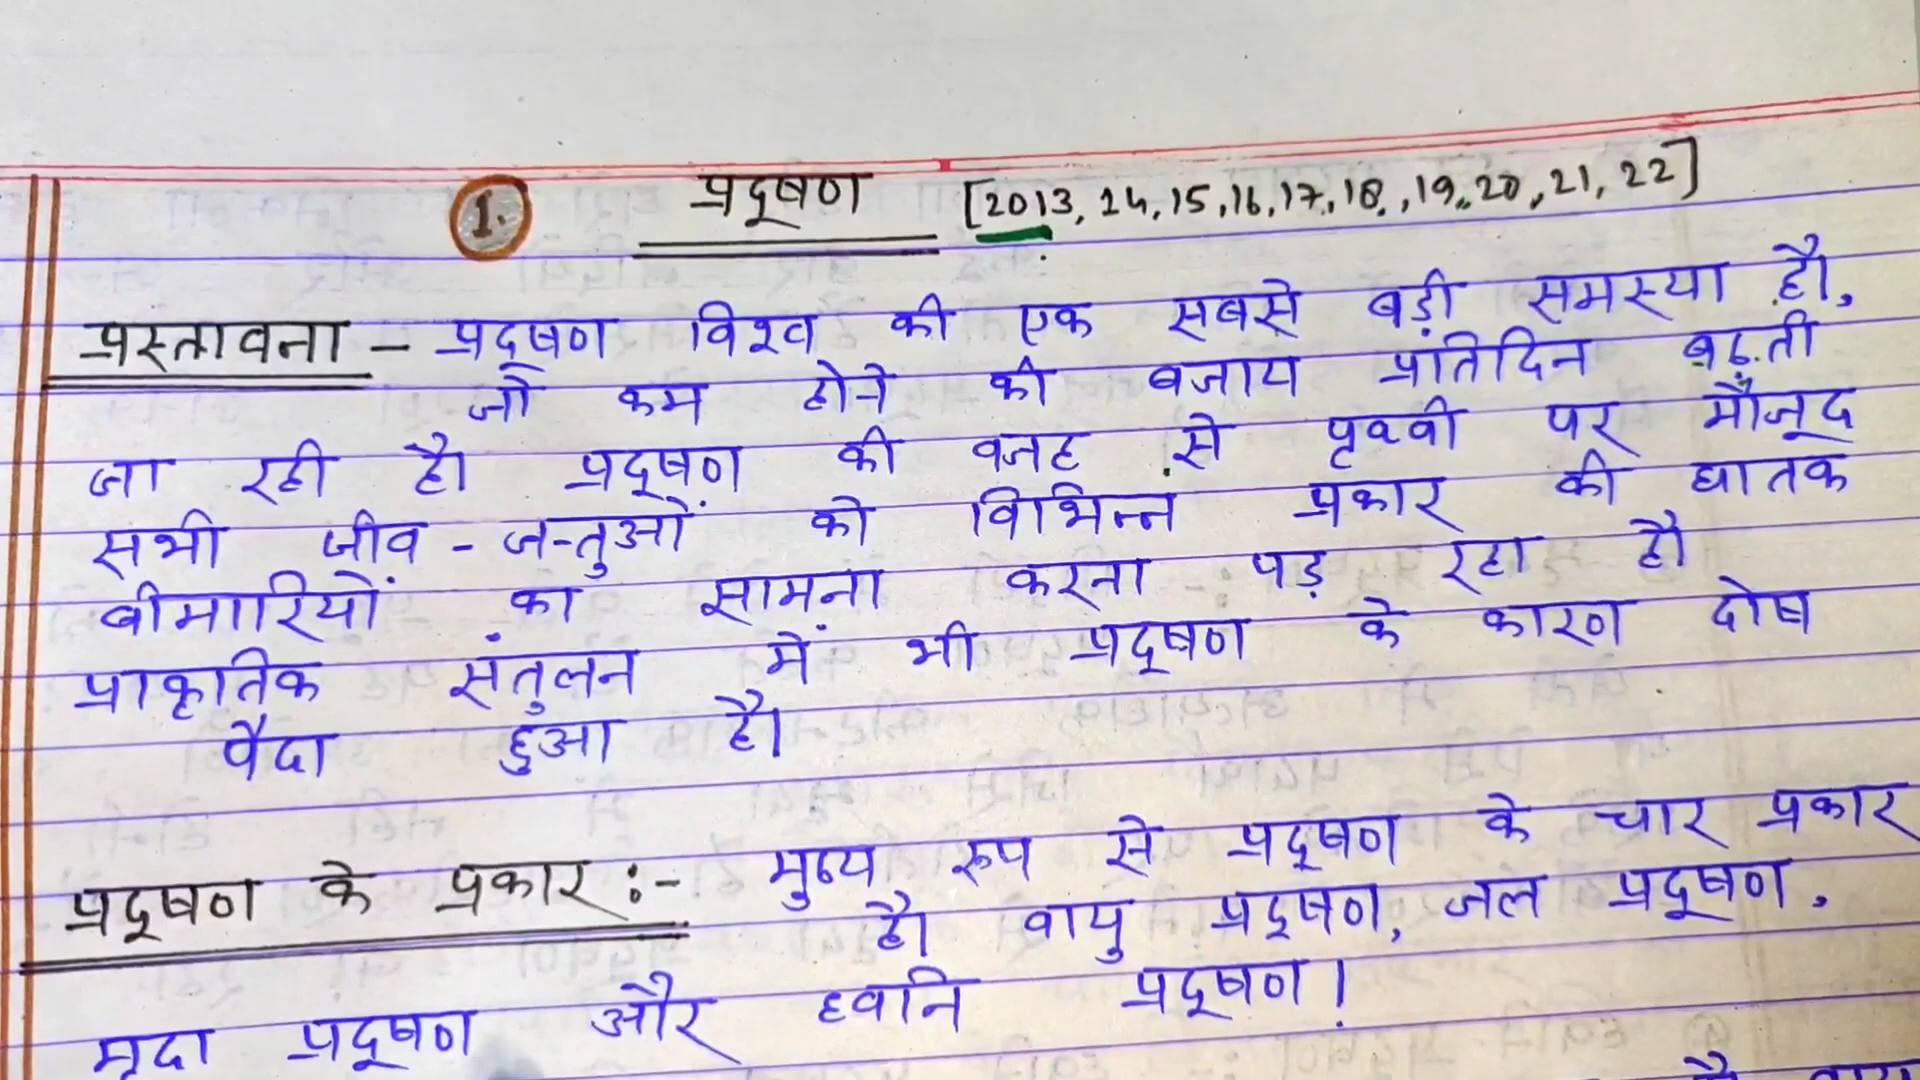 1. प्रदूषण [2013, 14, 15, 16, 17, 18, 19, 20, 21, 22]
प्रस्तावना – प्रदूषण विश्व की एक सबसे बड़ी समस्या है,
जो कम होने की बजाय प्रतिदिन बढ़ती
जा रही है। प्रदूषण की वजह से पृथ्वी पर मौजूद
सभी जीव-जन्तुओं को विभिन्न प्रकार की घातक
बीमारियों का सामना करना पड़ रहा है।
प्राकृतिक संतुलन में भी प्रदूषण के कारण दोष
पैदा हुआ है।
प्रदूषण के प्रकार :- मुख्य रूप से प्रदूषण के चार प्रकार
है। वायु प्रदूषण, जल प्रदूषण,
मृदा प्रदूषण और ध्वनि प्रदूषण।